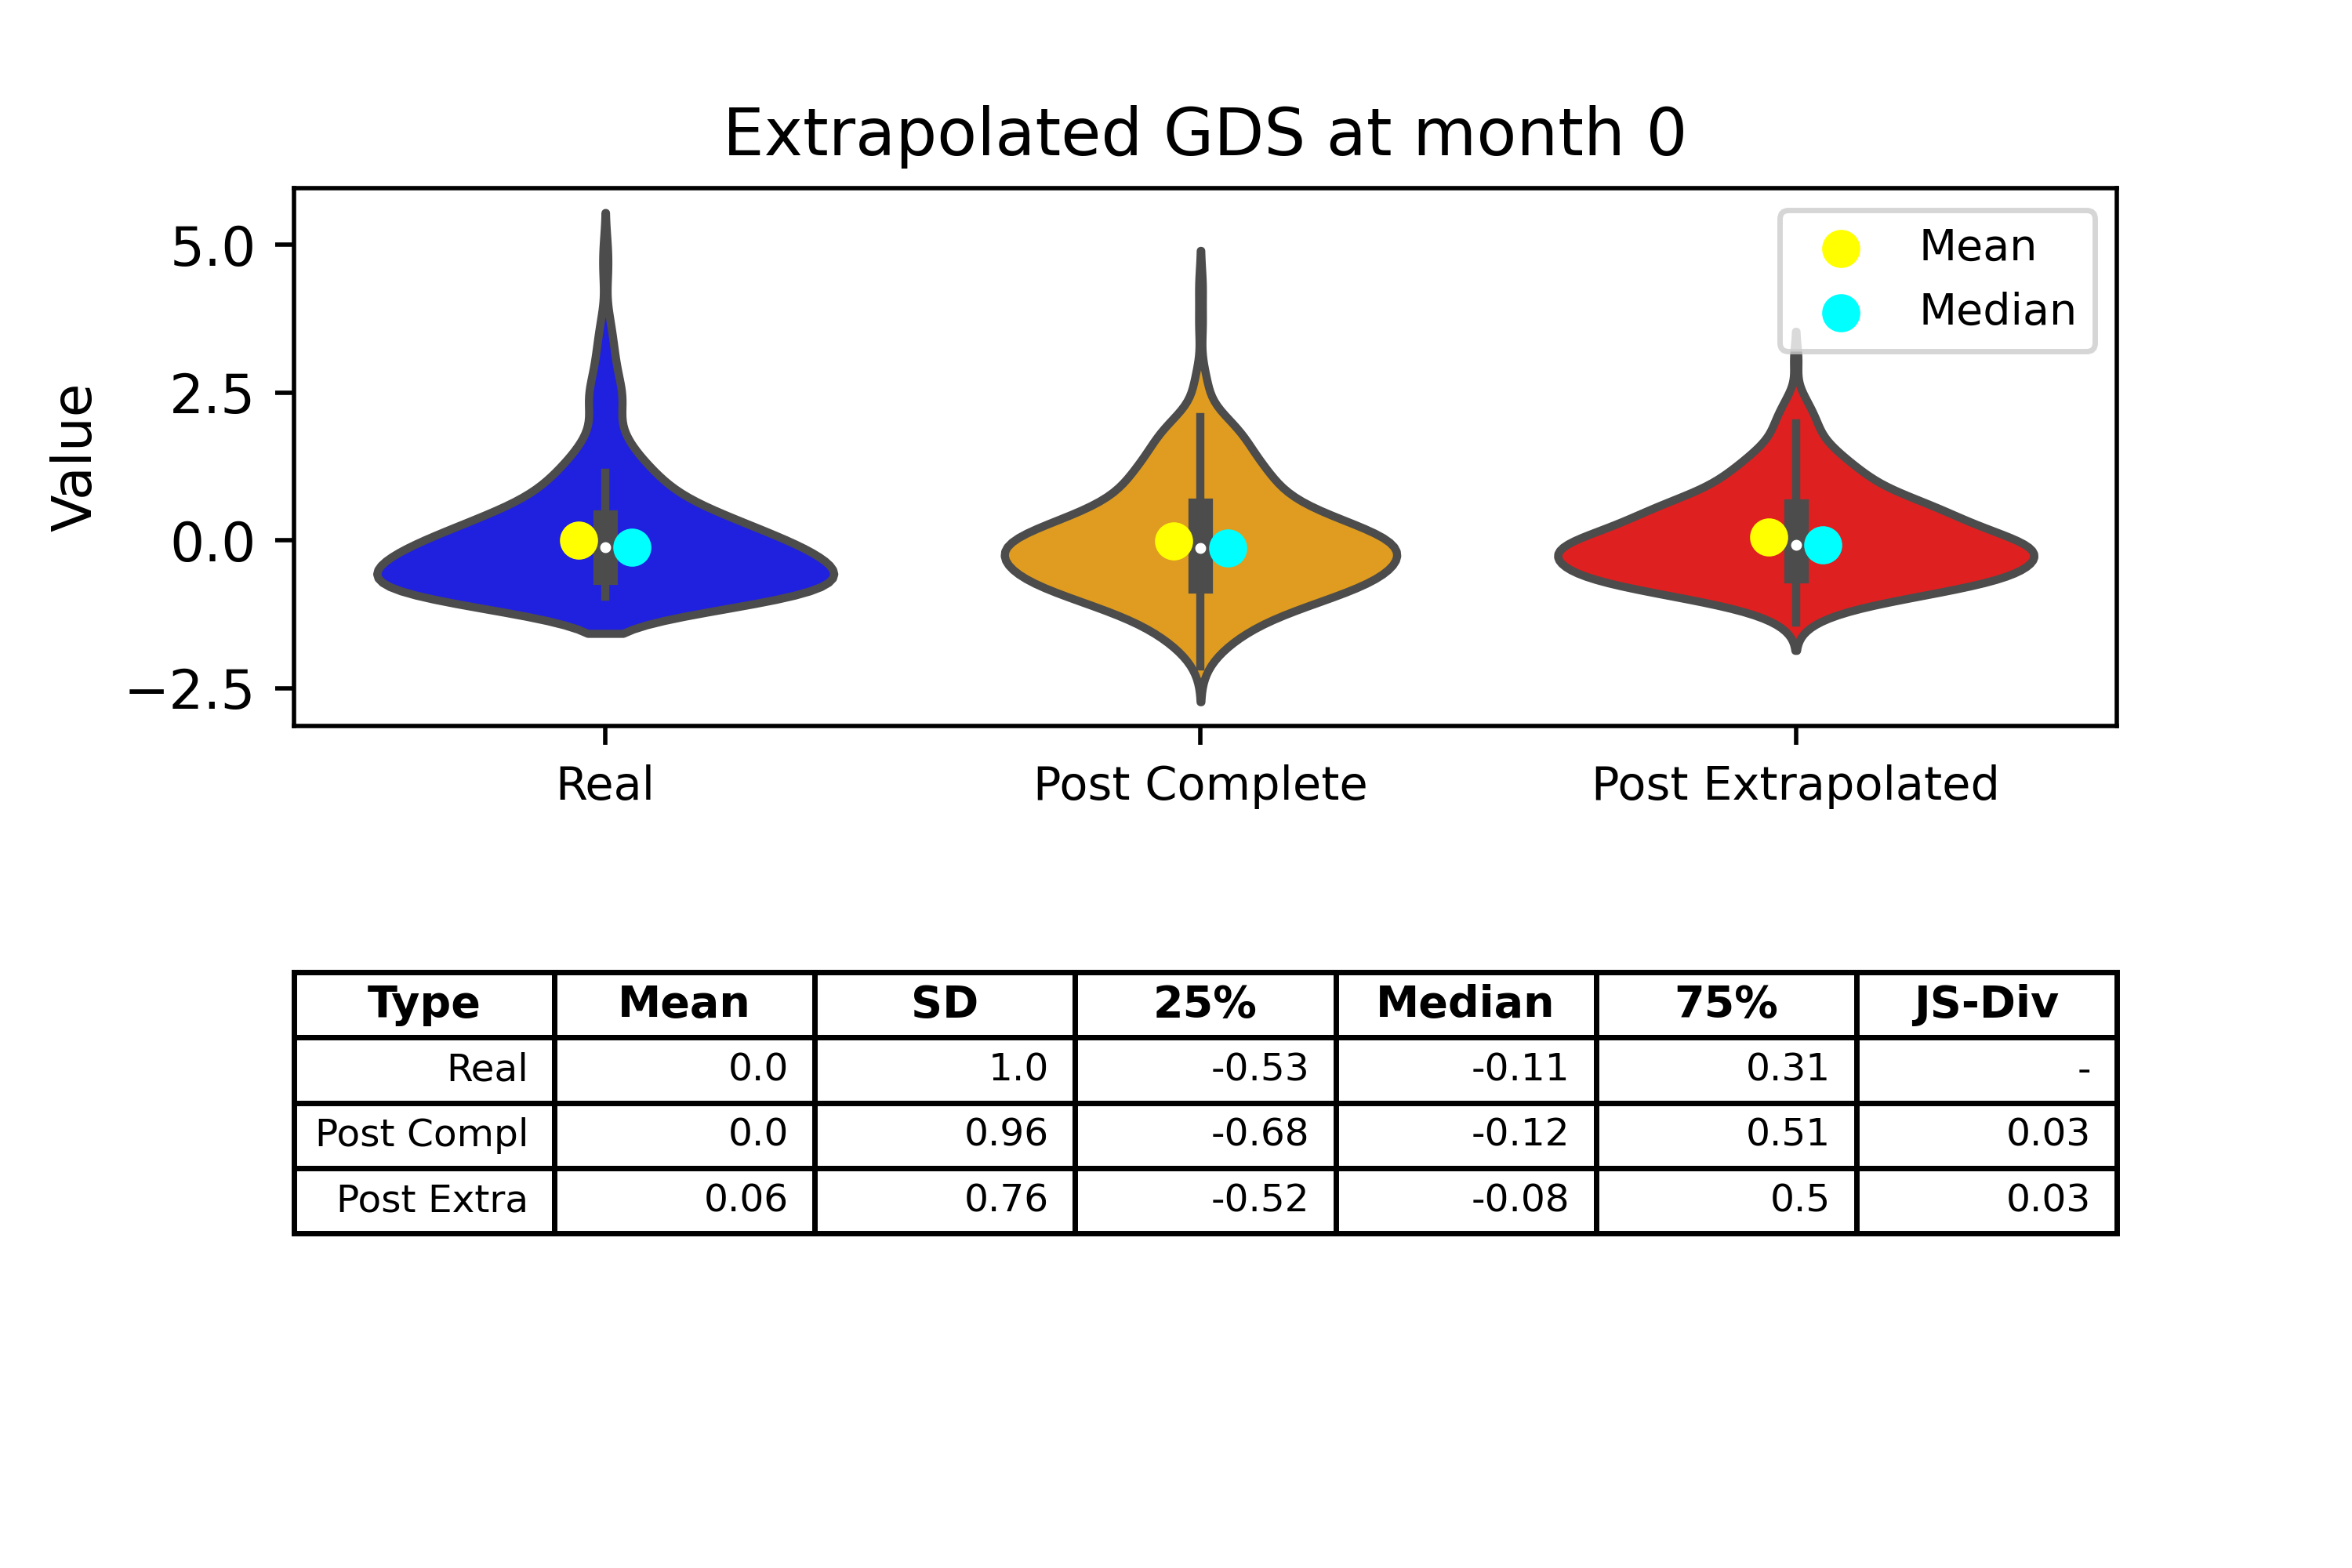 Extrapolated GDS at month 0
Value
5.0
2.5
0.0
−2.5
Mean
Median
Real Post Complete Post Extrapolated
Type Mean SD 25% Median 75% JS-Div
Real 0.0 1.0 -0.53 -0.11 0.31 -
Post Compl 0.0 0.96 -0.68 -0.12 0.51 0.03
Post Extra 0.06 0.76 -0.52 -0.08 0.5 0.03